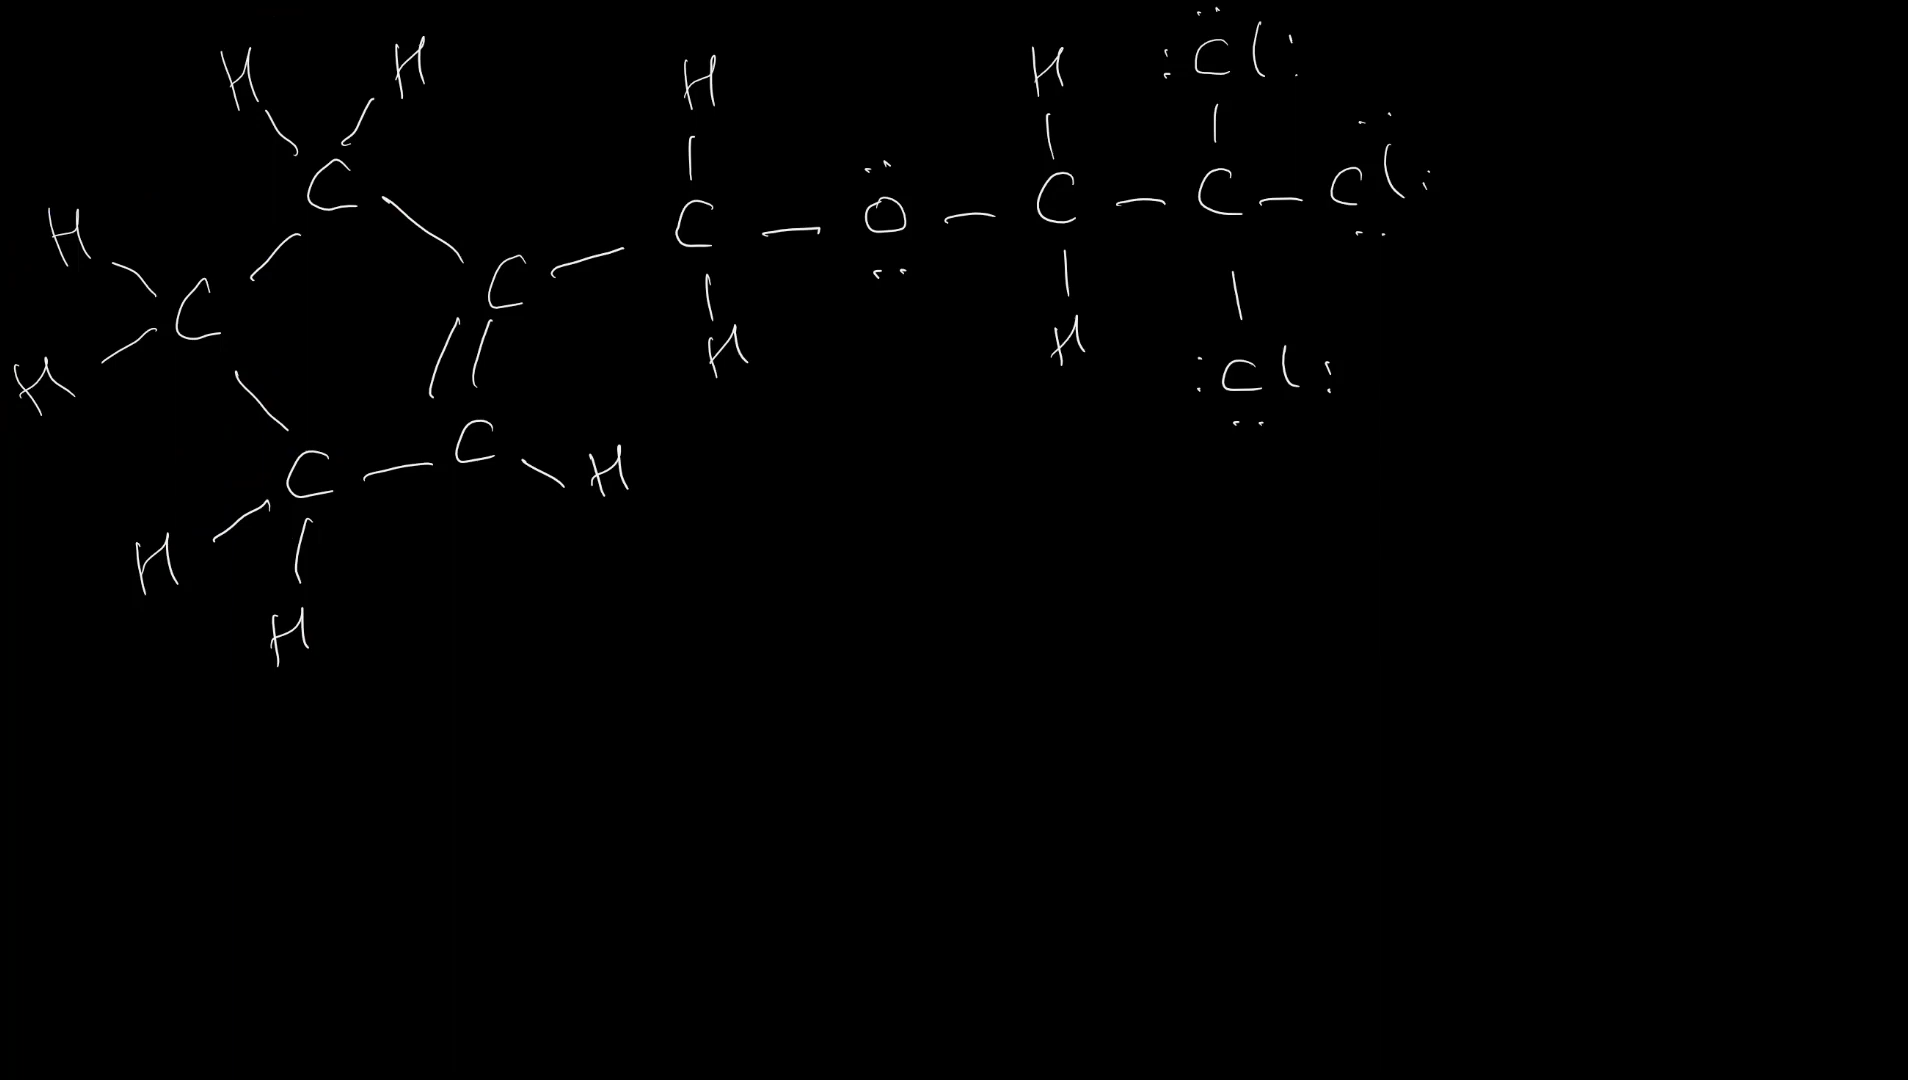 H H H H :Cl:
C
H C C - O - C - C - Cl:
C C
H H H :Cl:
C - C H
H
H